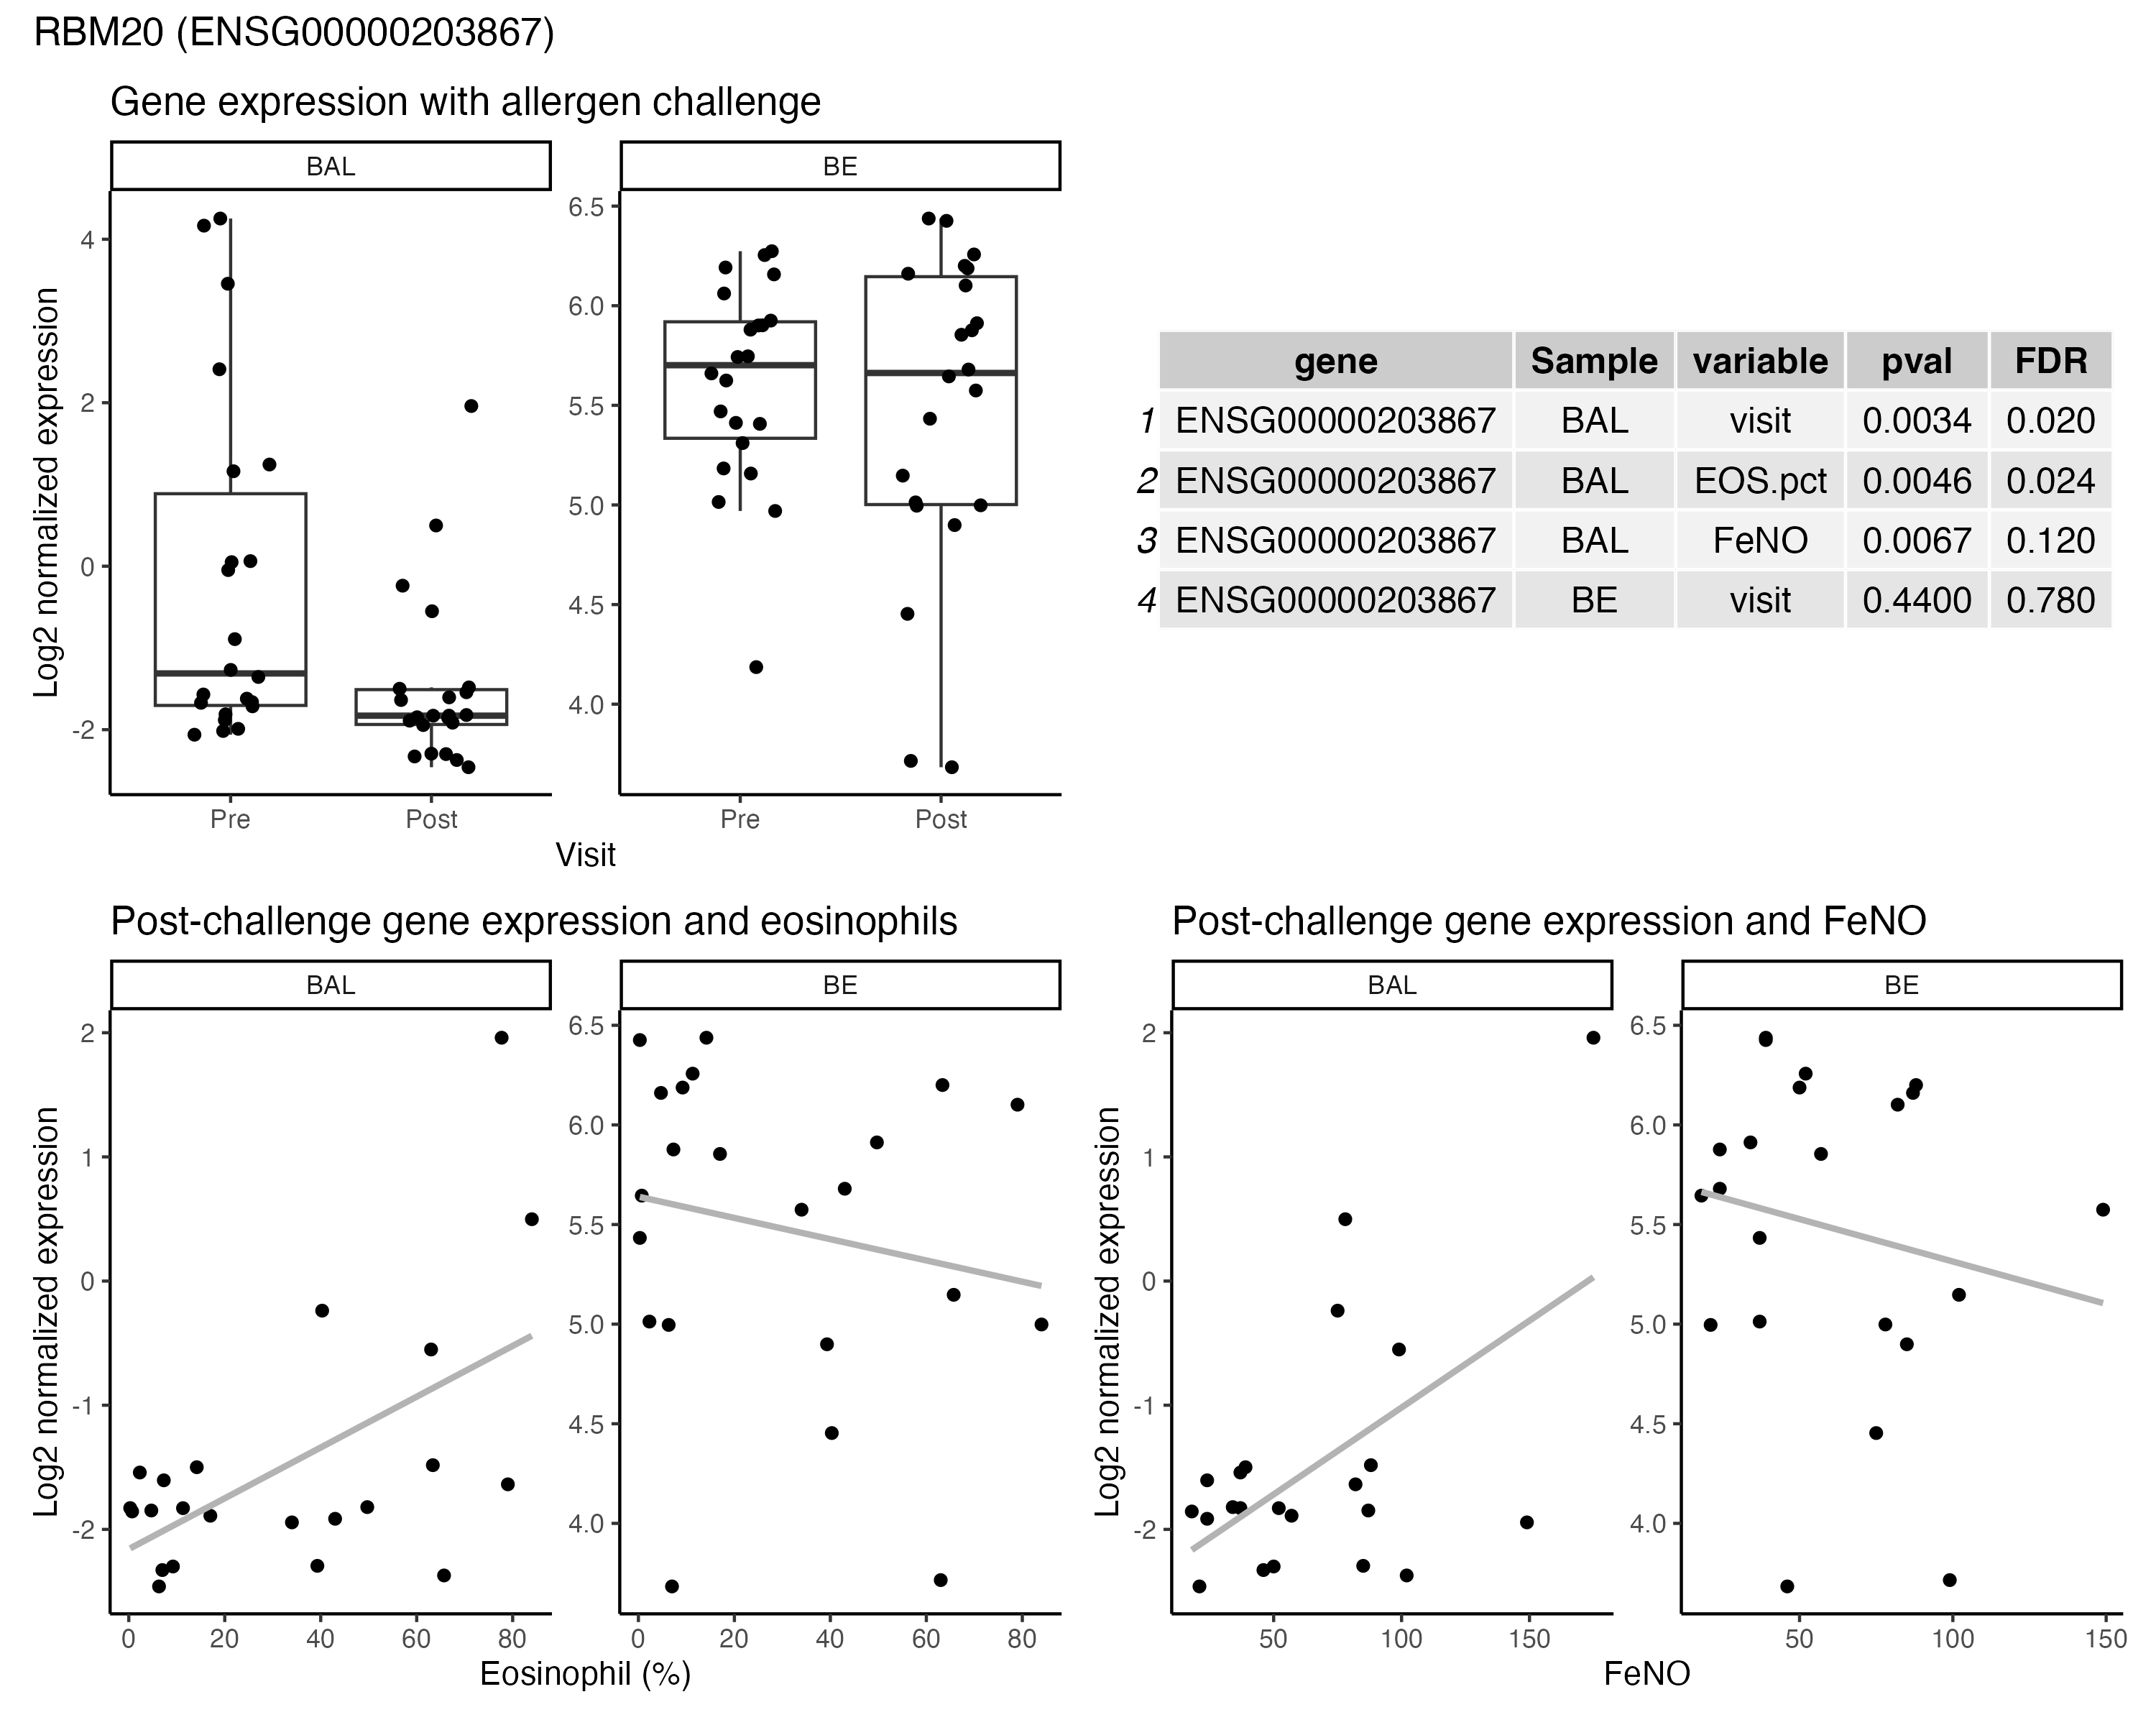 RBM20 (ENSG00000203867)
Gene expression with allergen challenge
BAL
BE
Log2 normalized expression
4
2
0
-2
6.5
6.0
5.5
5.0
4.5
4.0
Pre
Post
Pre
Post
Visit
gene Sample variable pval FDR
1 ENSG00000203867 BAL visit 0.0034 0.020
2 ENSG00000203867 BAL EOS.pct 0.0046 0.024
3 ENSG00000203867 BAL FeNO 0.0067 0.120
4 ENSG00000203867 BE visit 0.4400 0.780
Post-challenge gene expression and eosinophils
BAL
BE
Log2 normalized expression
2
1
0
-1
-2
6.5
6.0
5.5
5.0
4.5
4.0
0 20 40 60 80
0 20 40 60 80
Eosinophil (%)
Post-challenge gene expression and FeNO
BAL
BE
Log2 normalized expression
2
1
0
-1
-2
6.5
6.0
5.5
5.0
4.5
4.0
50 100 150
50 100 150
FeNO